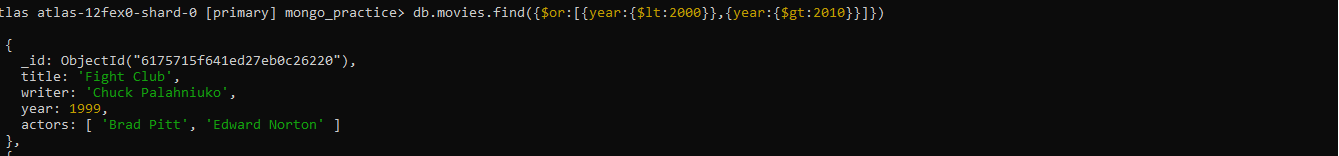 tlas atlas-12fex0-shard-0 [primary] mongo_practice> db.movies.find({$or:[{year:{$lt:2000}},{year:{$gt:2010}}]})
{
_id: ObjectId("6175715f641ed27eb0c26220"),
title: 'Fight Club',
writer: 'Chuck Palahniuko',
year: 1999,
actors: [ 'Brad Pitt', 'Edward Norton' ]
},
{